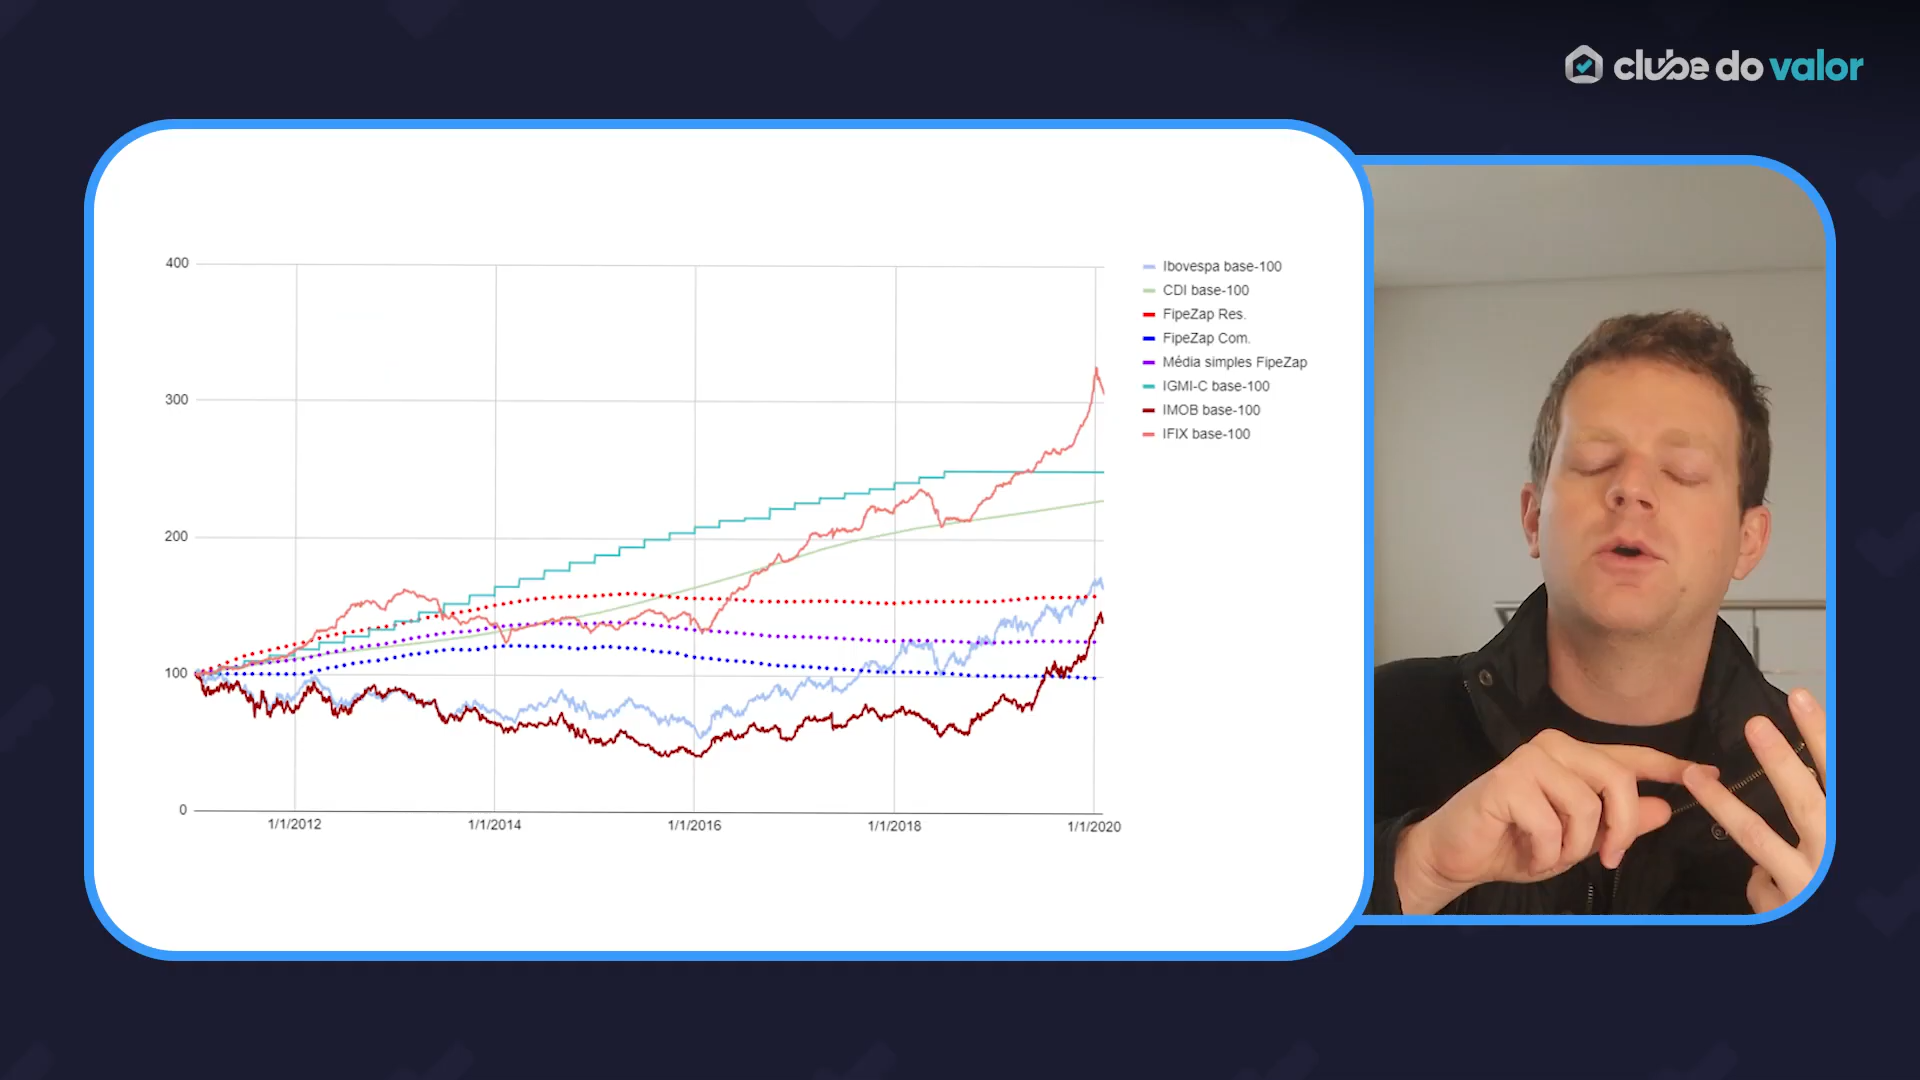 clube do valor
400
300
200
100
0
1/1/2012
1/1/2014
1/1/2016
1/1/2018
1/1/2020
Ibovespa base-100
CDI base-100
FipeZap Res.
FipeZap Com.
Média simples FipeZap
IGMI-C base-100
IMOB base-100
IFIX base-100